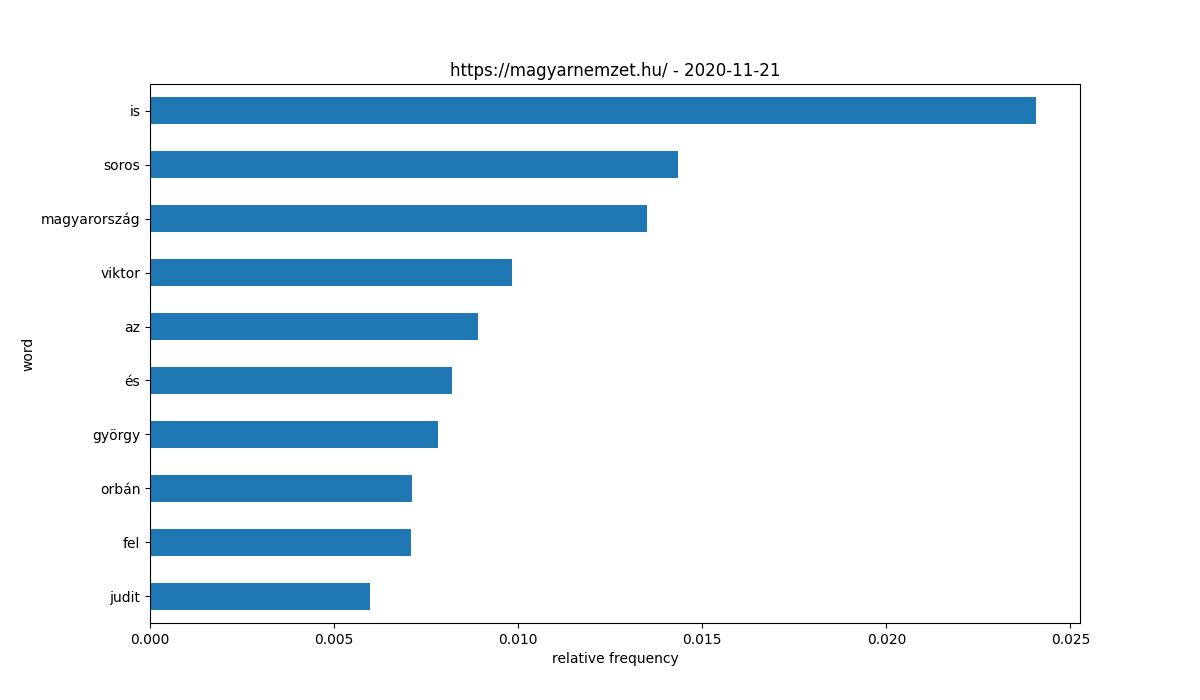 https://magyarnemzet.hu/ - 2020-11-21
is
soros
magyarország
viktor
az
és
györgy
orbán
fel
judit
word
0.000 0.005 0.010 0.015 0.020 0.025
relative frequency